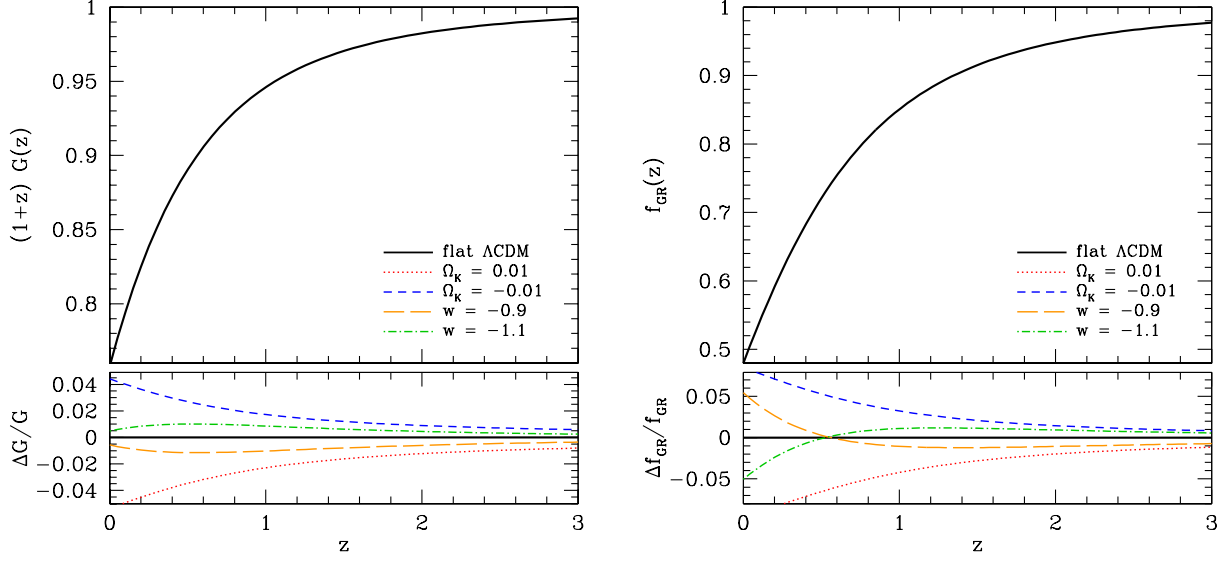 1
0.95
0.9
0.85
0.8
(1+z) G(z)
flat ΛCDM
Ω_K = 0.01
Ω_K = −0.01
w = −0.9
w = −1.1
0.04
0.02
0
−0.02
−0.04
ΔG/G
0 1 2 3
z
1
0.9
0.8
0.7
0.6
0.5
f_GR(z)
flat ΛCDM
Ω_K = 0.01
Ω_K = −0.01
w = −0.9
w = −1.1
0.05
0
−0.05
Δf_GR/f_GR
0 1 2 3
z